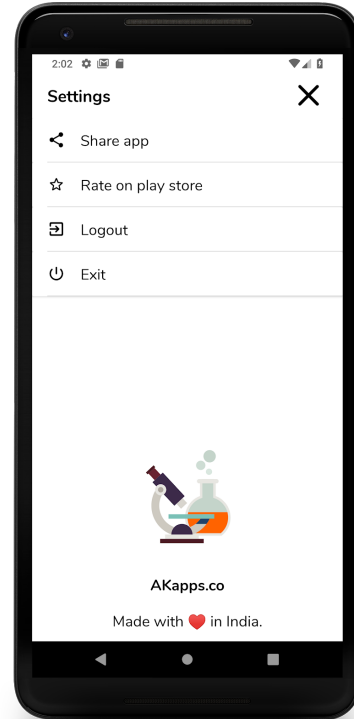 2:02
Settings
Share app
Rate on play store
Logout
Exit
AKapps.co
Made with ❤️ in India.